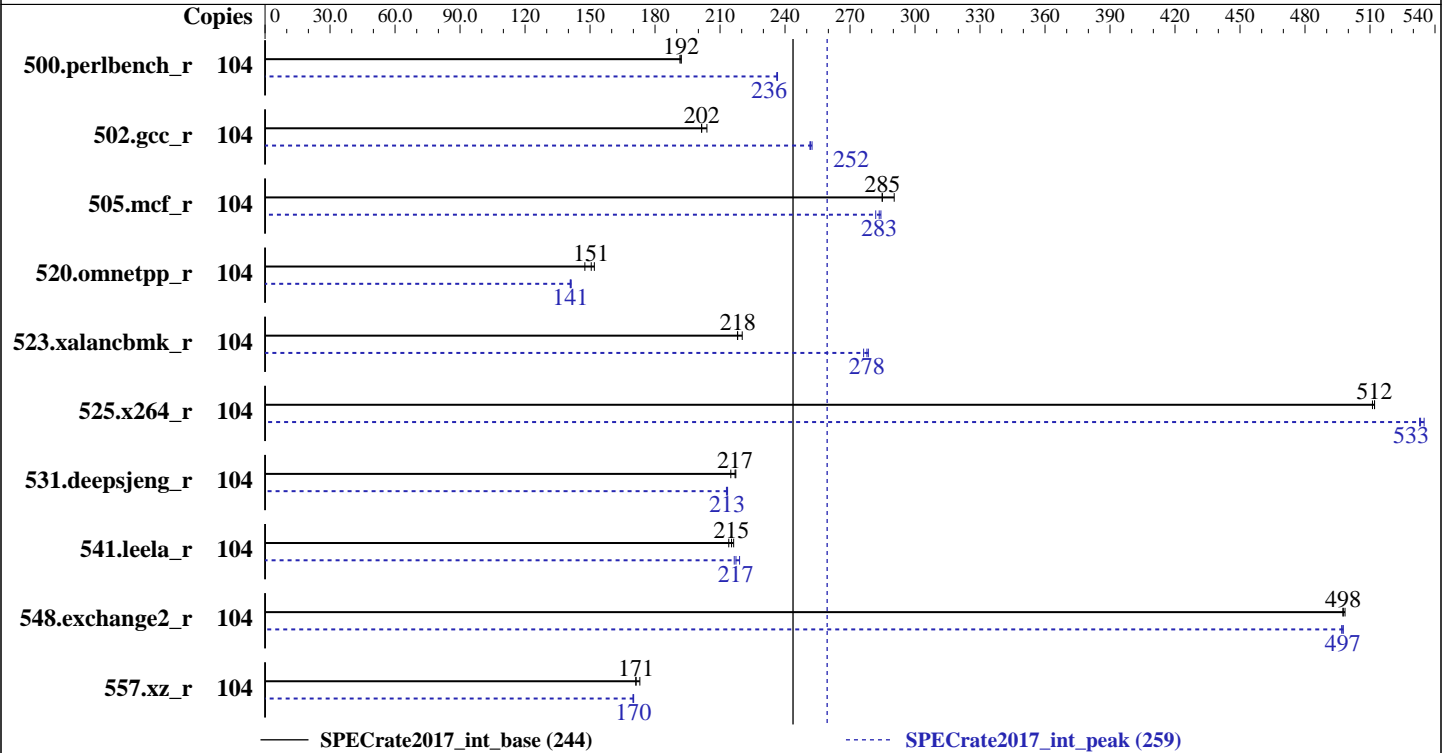 Copies 0 30.0 60.0 90.0 120 150 180 210 240 270 300 330 360 390 420 450 480 510 540
192
500.perlbench_r 104
236
202
502.gcc_r 104
252
285
505.mcf_r 104
283
151
520.omnetpp_r 104
141
218
523.xalancbmk_r 104
278
512
525.x264_r 104
533
217
531.deepsjeng_r 104
213
215
541.leela_r 104
217
498
548.exchange2_r 104
497
171
557.xz_r 104
170
SPECrate2017_int_base (244) SPECrate2017_int_peak (259)